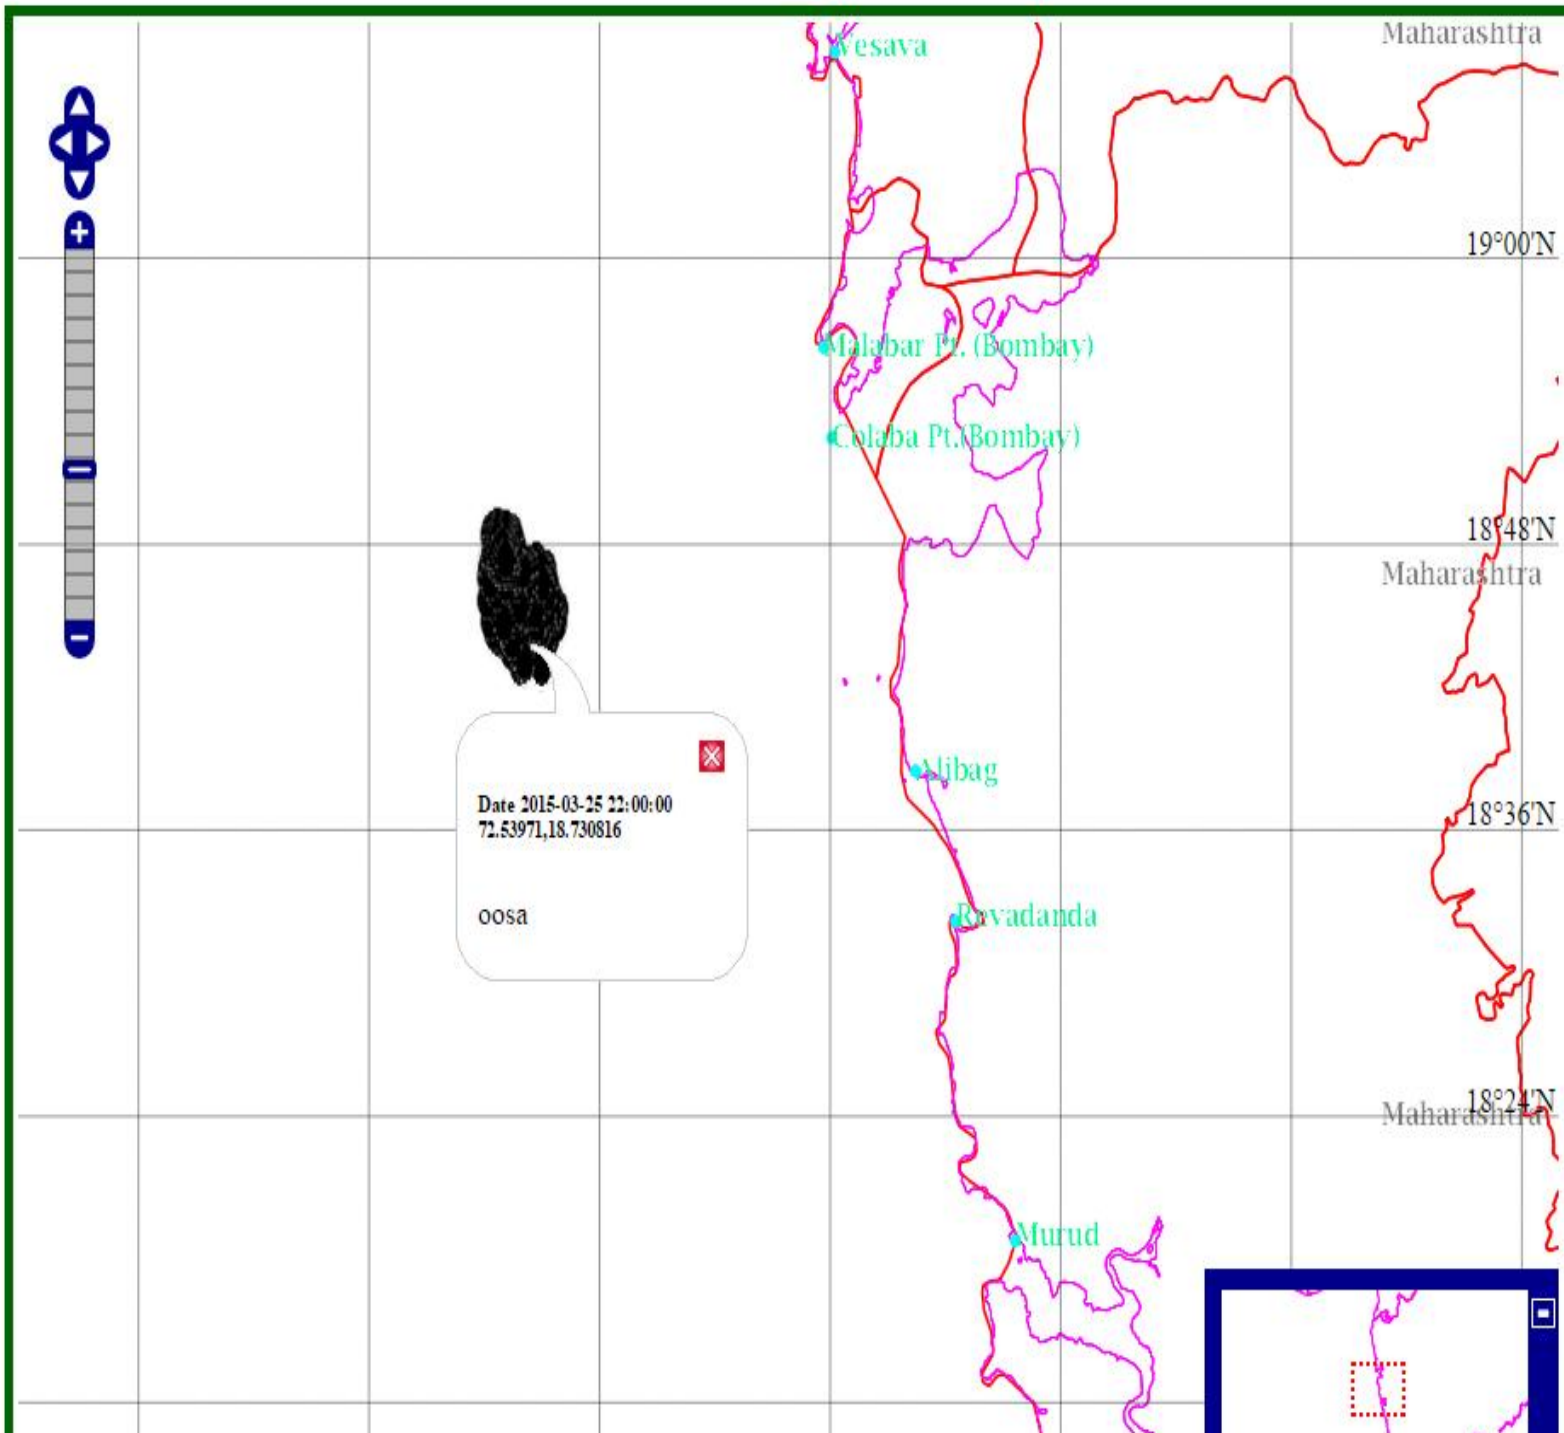 Vesava
Maharashtra
19°00'N
Malabar Pt. (Bombay)
Colaba Pt.(Bombay)
18°48'N
Maharashtra
Alibag
Date 2015-03-25 22:00:00
72.53971,18.730816
18°36'N
oosa
Revadanda
18°24'N
Maharashtra
Murud